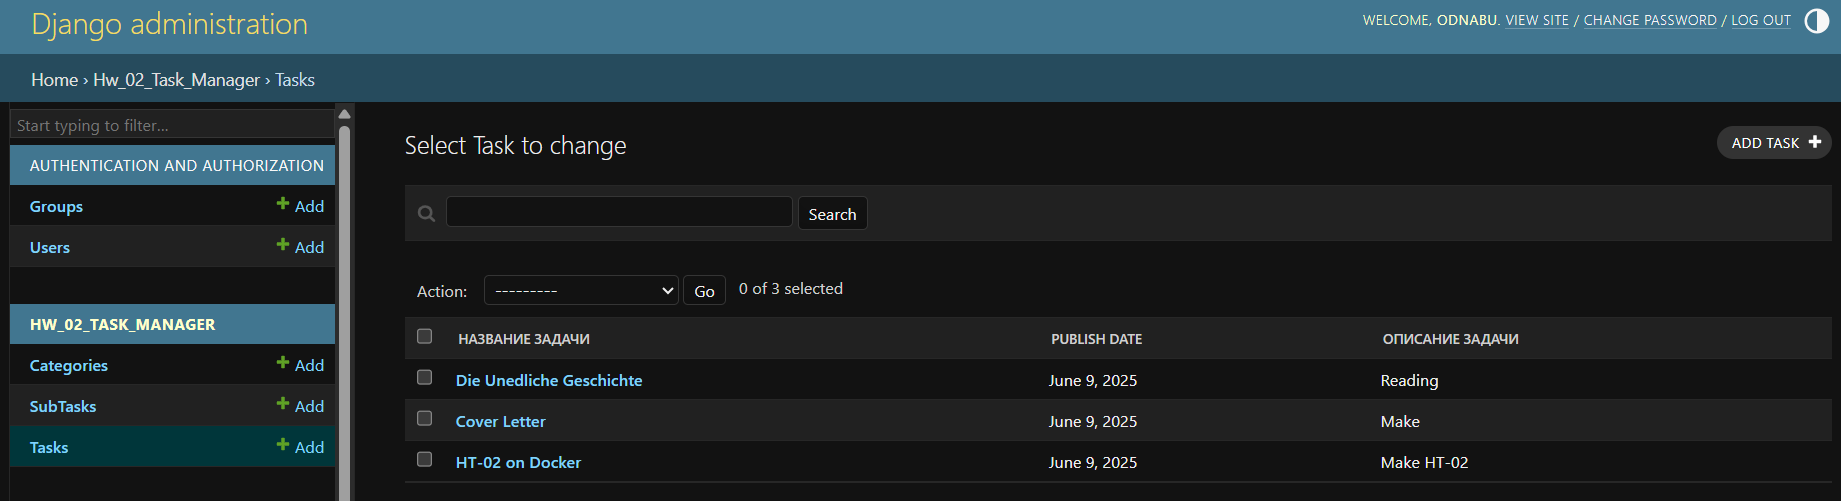 Django administration
WELCOME, ODNABU. VIEW SITE / CHANGE PASSWORD / LOG OUT
Home › Hw_02_Task_Manager › Tasks
Start typing to filter...
AUTHENTICATION AND AUTHORIZATION
Groups + Add
Users + Add
HW_02_TASK_MANAGER
Categories + Add
SubTasks + Add
Tasks + Add
Select Task to change
ADD TASK +
Search
Action: --------- Go 0 of 3 selected
НАЗВАНИЕ ЗАДАЧИ PUBLISH DATE ОПИСАНИЕ ЗАДАЧИ
Die Unedliche Geschichte June 9, 2025 Reading
Cover Letter June 9, 2025 Make
HT-02 on Docker June 9, 2025 Make HT-02